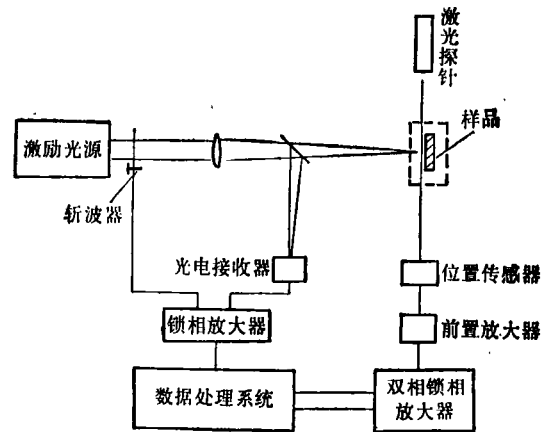 激光探针
样品
激励光源
斩波器
光电接收器
位置传感器
锁相放大器
前置放大器
数据处理系统
双相锁相
放大器